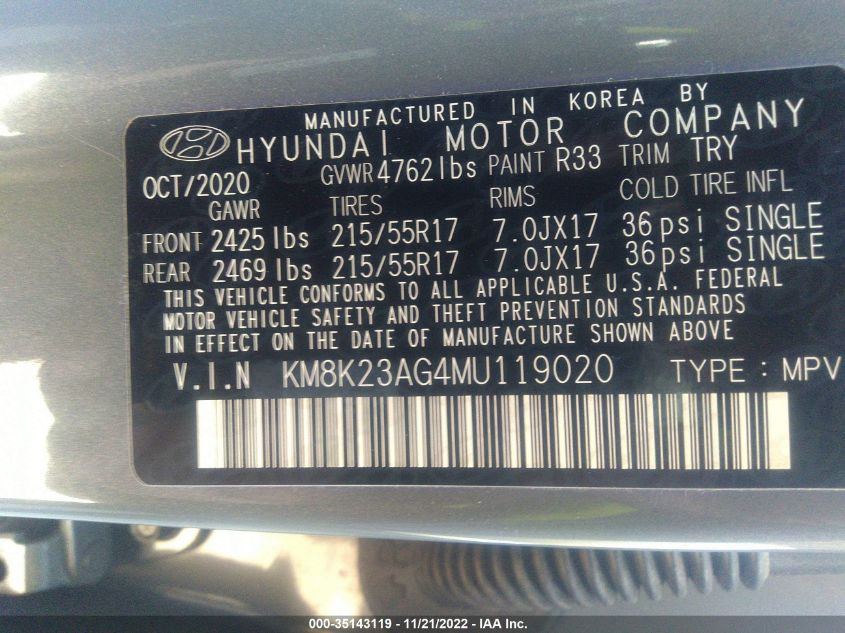 MANUFACTURED IN KOREA BY
HYUNDAI MOTOR COMPANY
OCT/2020 GVWR 4762 lbs PAINT R33 TRIM TRY
GAWR TIRES RIMS COLD TIRE INFL
FRONT 2425 lbs 215/55R17 7.0JX17 36 psi SINGLE
REAR 2469 lbs 215/55R17 7.0JX17 36 psi SINGLE
THIS VEHICLE CONFORMS TO ALL APPLICABLE U.S.A. FEDERAL
MOTOR VEHICLE SAFETY AND THEFT PREVENTION STANDARDS
IN EFFECT ON THE DATE OF MANUFACTURE SHOWN ABOVE
V.I.N KM8K23AG4MU119020 TYPE : MPV
000-35143119 - 11/21/2022 - IAA Inc.